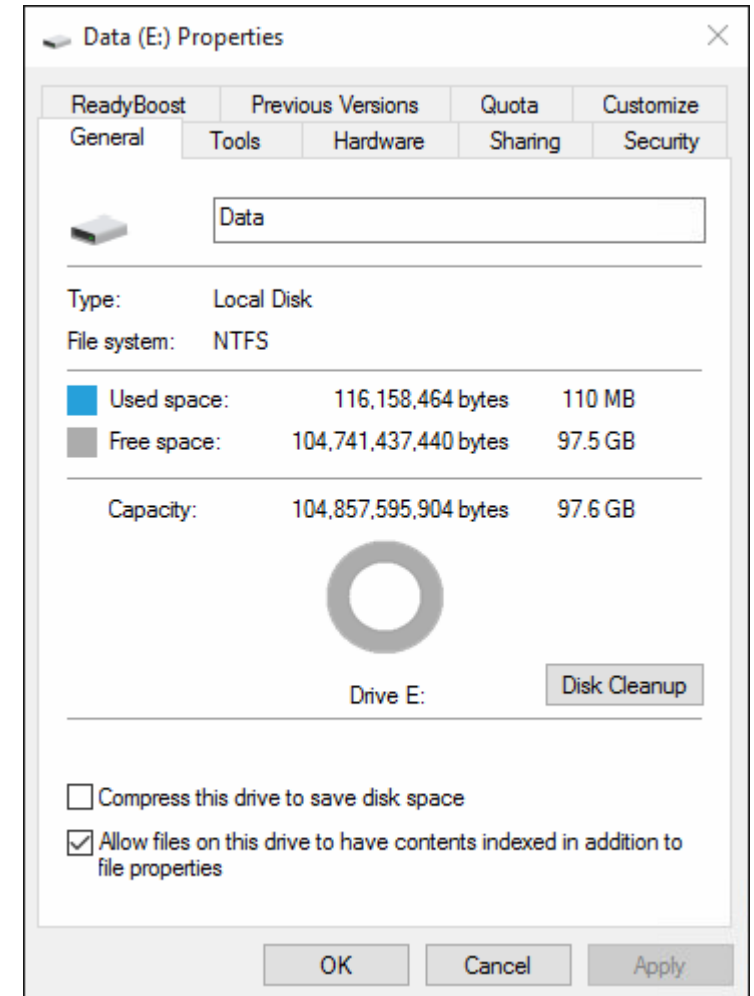 Data (E:) Properties
ReadyBoost Previous Versions Quota Customize
General Tools Hardware Sharing Security
Data
Type: Local Disk
File system: NTFS
Used space: 116,158,464 bytes 110 MB
Free space: 104,741,437,440 bytes 97.5 GB
Capacity: 104,857,595,904 bytes 97.6 GB
Drive E: Disk Cleanup
Compress this drive to save disk space
Allow files on this drive to have contents indexed in addition to
file properties
OK Cancel Apply